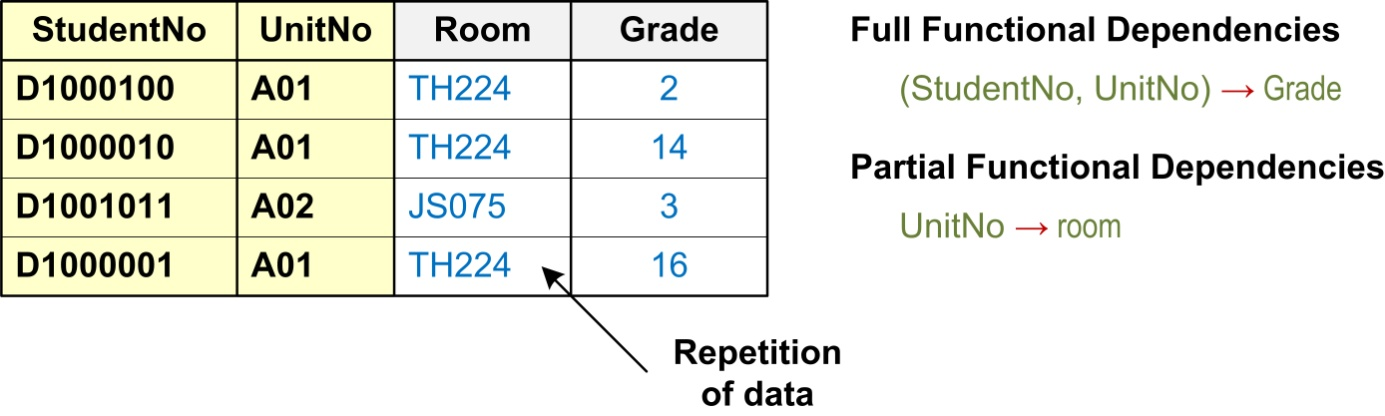 StudentNo UnitNo Room Grade
D1000100 A01 TH224 2
D1000010 A01 TH224 14
D1001011 A02 JS075 3
D1000001 A01 TH224 16
Repetition
of data
Full Functional Dependencies
(StudentNo, UnitNo) → Grade
Partial Functional Dependencies
UnitNo → room